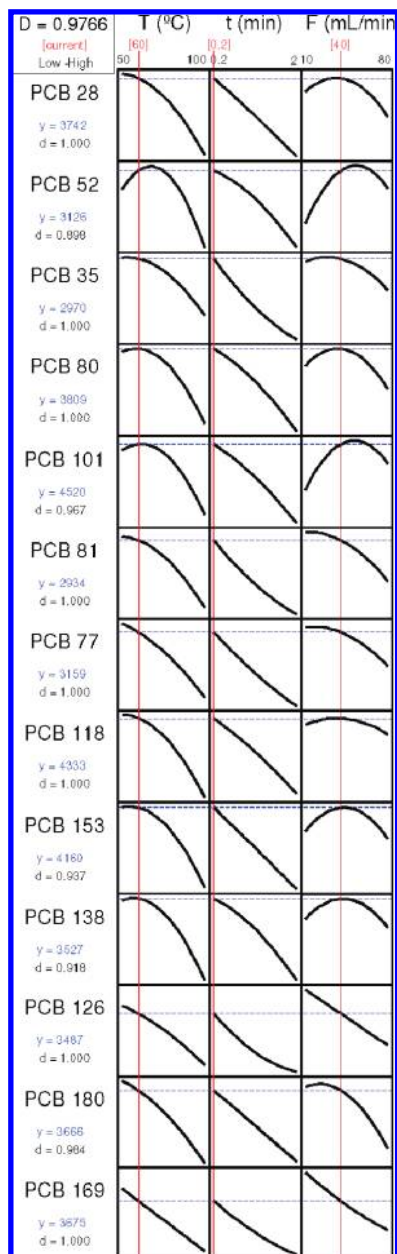 D = 0.9766 T (ºC) t (min) F (mL/min)
[current] [60] [0,2] [40]
Low -High 50 100 0.2 2 10 80
PCB 28
y = 3742
d = 1.000
PCB 52
y = 3126
d = 0.898
PCB 35
y = 2970
d = 1.000
PCB 80
y = 3809
d = 1.000
PCB 101
y = 4520
d = 0.967
PCB 81
y = 2934
d = 1.000
PCB 77
y = 3159
d = 1.000
PCB 118
y = 4333
d = 1.000
PCB 153
y = 4160
d = 0.937
PCB 138
y = 3527
d = 0.918
PCB 126
y = 3487
d = 1.000
PCB 180
y = 3666
d = 0.984
PCB 169
y = 3675
d = 1.000